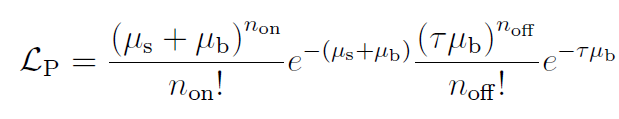 $$\mathcal{L}_{\mathrm{P}} = \frac{(\mu_{\mathrm{s}} + \mu_{\mathrm{b}})^{n_{\mathrm{on}}}}{n_{\mathrm{on}}!} e^{-(\mu_{\mathrm{s}}+\mu_{\mathrm{b}})} \frac{(\tau\mu_{\mathrm{b}})^{n_{\mathrm{off}}}}{n_{\mathrm{off}}!} e^{-\tau\mu_{\mathrm{b}}}$$